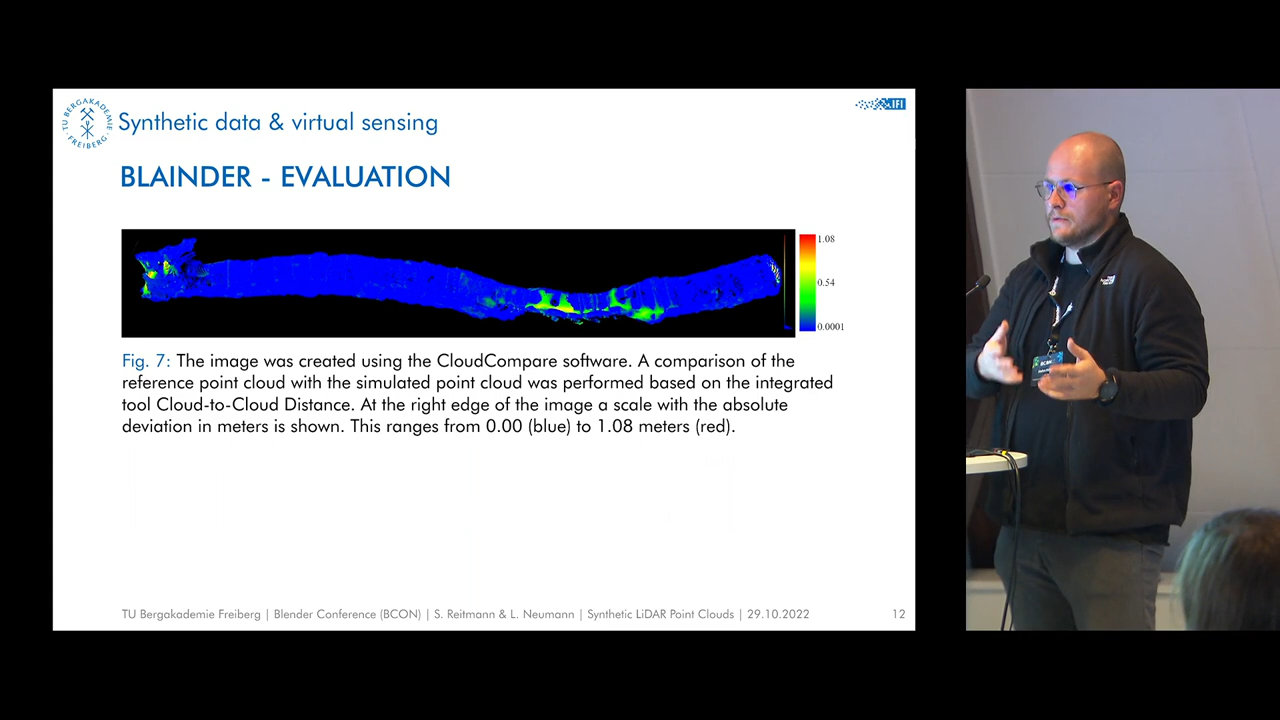 TU BERGAKADEMIE FREIBERG
Synthetic data & virtual sensing
IFI
BLAINDER - EVALUATION
1.08
0.54
0.0001
Fig. 7: The image was created using the CloudCompare software. A comparison of the
reference point cloud with the simulated point cloud was performed based on the integrated
tool Cloud-to-Cloud Distance. At the right edge of the image a scale with the absolute
deviation in meters is shown. This ranges from 0.00 (blue) to 1.08 meters (red).
TU Bergakademie Freiberg | Blender Conference (BCON) | S. Reitmann & L. Neumann | Synthetic LiDAR Point Clouds | 29.10.2022 12